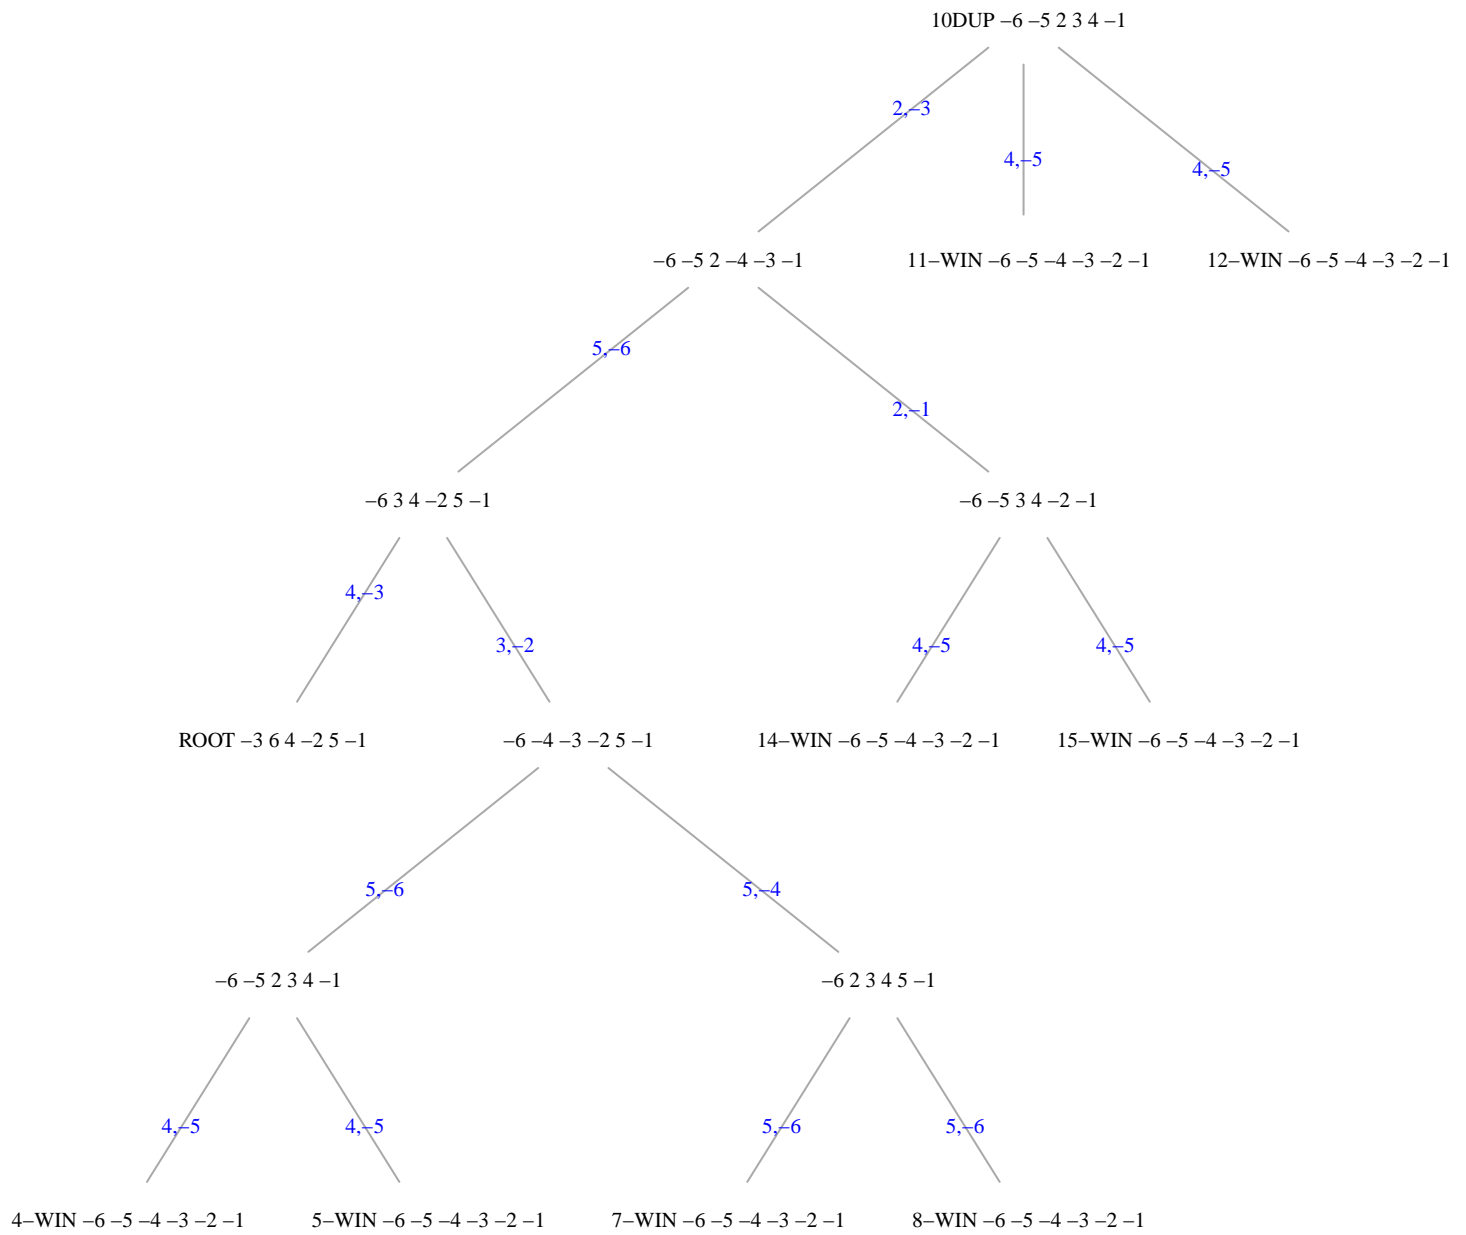 10DUP –6 –5 2 3 4 –1
2,–3
4,–5
4,–5
–6 –5 2 –4 –3 –1
11–WIN –6 –5 –4 –3 –2 –1
12–WIN –6 –5 –4 –3 –2 –1
5,–6
2,–1
–6 3 4 –2 5 –1
–6 –5 3 4 –2 –1
4,–3
3,–2
4,–5
4,–5
ROOT –3 6 4 –2 5 –1
–6 –4 –3 –2 5 –1
14–WIN –6 –5 –4 –3 –2 –1
15–WIN –6 –5 –4 –3 –2 –1
5,–6
5,–4
–6 –5 2 3 4 –1
–6 2 3 4 5 –1
4,–5
4,–5
5,–6
5,–6
4–WIN –6 –5 –4 –3 –2 –1
5–WIN –6 –5 –4 –3 –2 –1
7–WIN –6 –5 –4 –3 –2 –1
8–WIN –6 –5 –4 –3 –2 –1